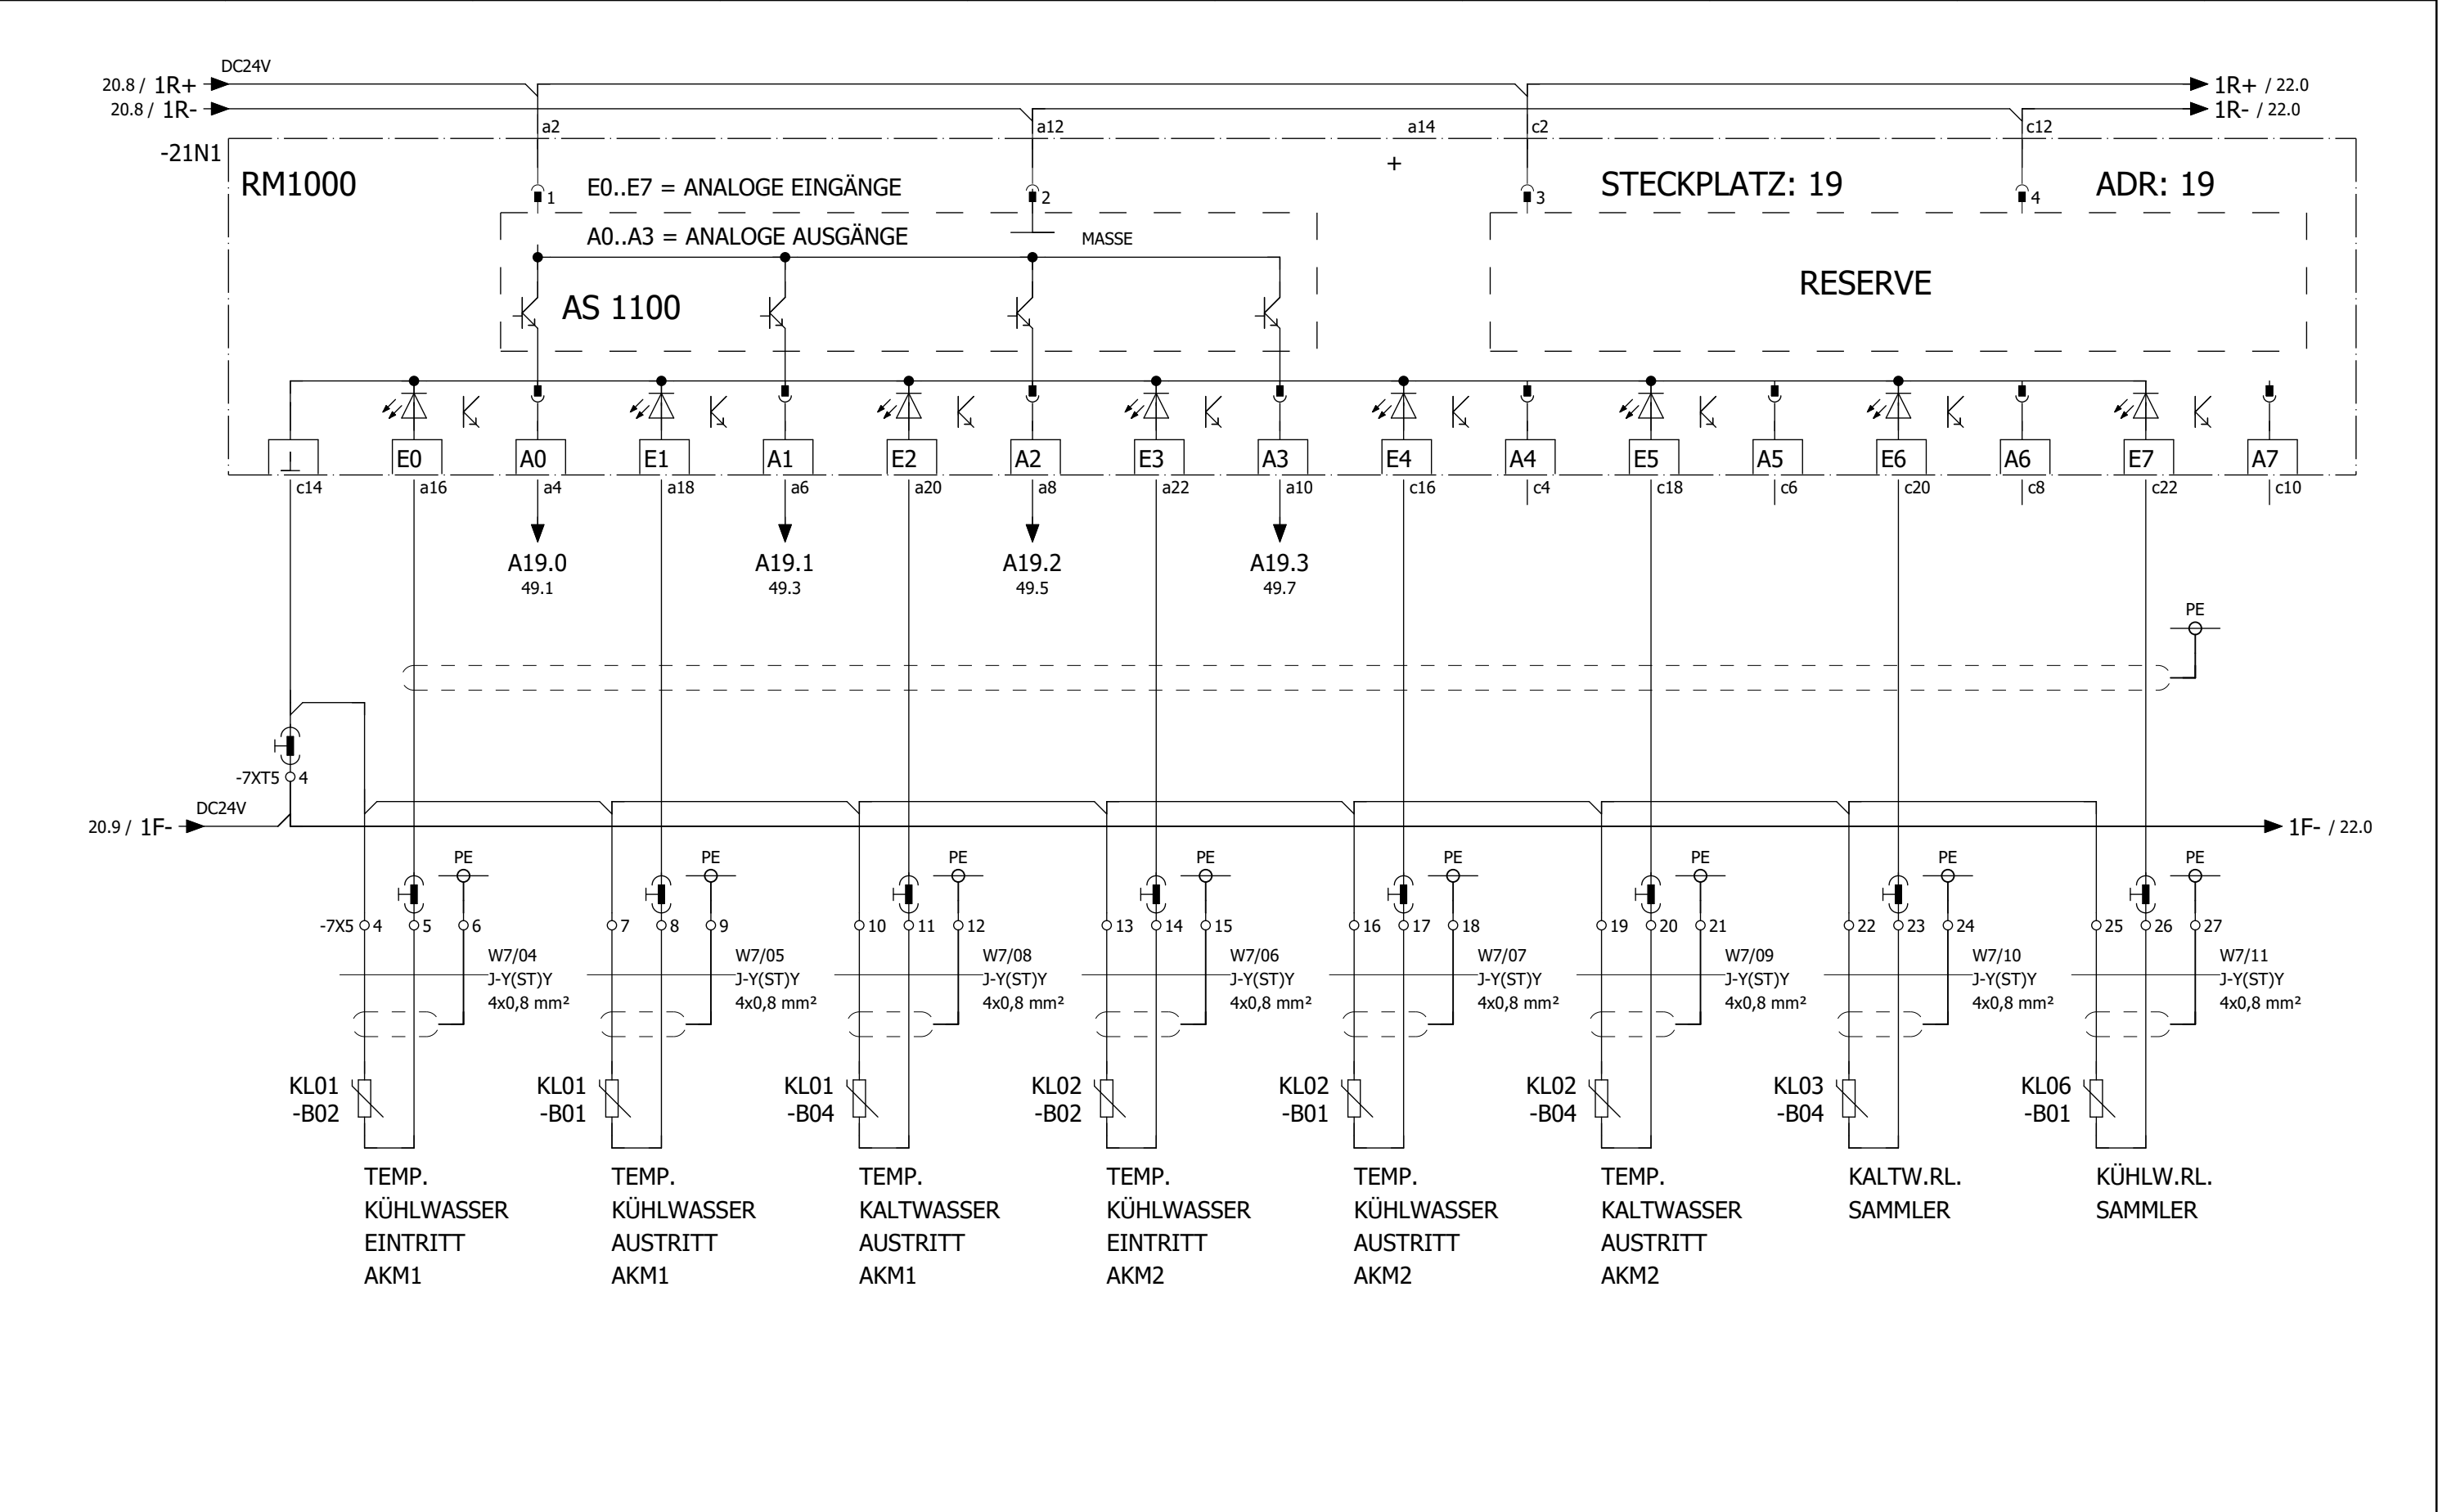 DC24V
20.8 / 1R+ 1R+ / 22.0
20.8 / 1R- 1R- / 22.0
a2 a12 a14 c2 c12
-21N1
RM1000 E0..E7 = ANALOGE EINGÄNGE + STECKPLATZ: 19 ADR: 19
1 2 3 4
A0..A3 = ANALOGE AUSGÄNGE MASSE
AS 1100 RESERVE
E0 A0 E1 A1 E2 A2 E3 A3 E4 A4 E5 A5 E6 A6 E7 A7
c14 a16 a4 a18 a6 a20 a8 a22 a10 c16 c4 c18 c6 c20 c8 c22 c10
A19.0 A19.1 A19.2 A19.3
49.1 49.3 49.5 49.7
PE
-7XT5 4
DC24V
20.9 / 1F- 1F- / 22.0
PE PE PE PE PE PE PE PE
-7X5 4 5 6 7 8 9 10 11 12 13 14 15 16 17 18 19 20 21 22 23 24 25 26 27
W7/04 W7/05 W7/08 W7/06 W7/07 W7/09 W7/10 W7/11
J-Y(ST)Y J-Y(ST)Y J-Y(ST)Y J-Y(ST)Y J-Y(ST)Y J-Y(ST)Y J-Y(ST)Y J-Y(ST)Y
4x0,8 mm² 4x0,8 mm² 4x0,8 mm² 4x0,8 mm² 4x0,8 mm² 4x0,8 mm² 4x0,8 mm² 4x0,8 mm²
KL01 KL01 KL01 KL02 KL02 KL02 KL03 KL06
-B02 -B01 -B04 -B02 -B01 -B04 -B04 -B01
TEMP. TEMP. TEMP. TEMP. TEMP. TEMP. KALTW.RL. KÜHLW.RL.
KÜHLWASSER KÜHLWASSER KALTWASSER KÜHLWASSER KÜHLWASSER KALTWASSER SAMMLER SAMMLER
EINTRITT AUSTRITT AUSTRITT EINTRITT AUSTRITT AUSTRITT
AKM1 AKM1 AKM1 AKM2 AKM2 AKM2